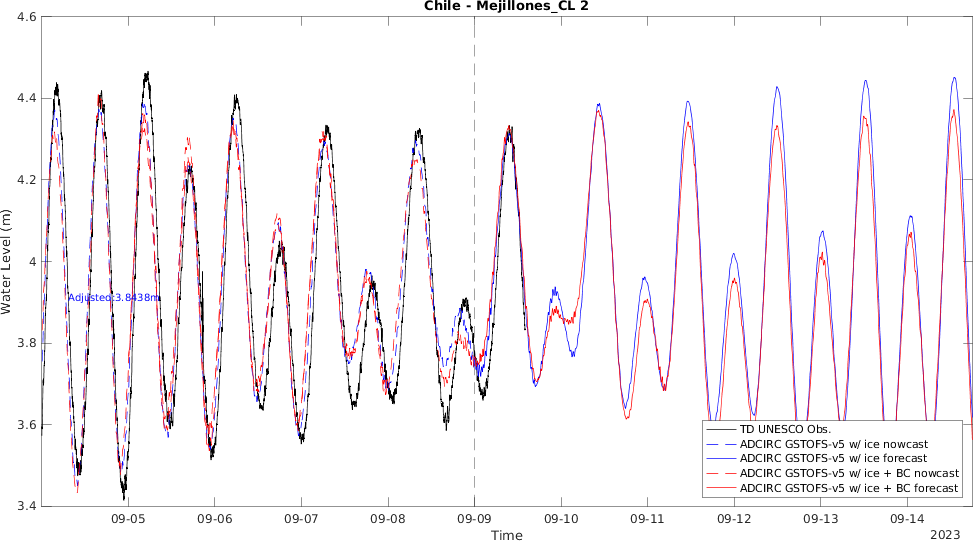 Chile - Mejillones_CL 2
4.6
4.4
4.2
4
3.8
3.6
3.4
Water Level (m)
Adjusted:3.8438m
TD UNESCO Obs.
ADCIRC GSTOFS-v5 w/ ice nowcast
ADCIRC GSTOFS-v5 w/ ice forecast
ADCIRC GSTOFS-v5 w/ ice + BC nowcast
ADCIRC GSTOFS-v5 w/ ice + BC forecast
09-05 09-06 09-07 09-08 09-09 09-10 09-11 09-12 09-13 09-14
Time
2023